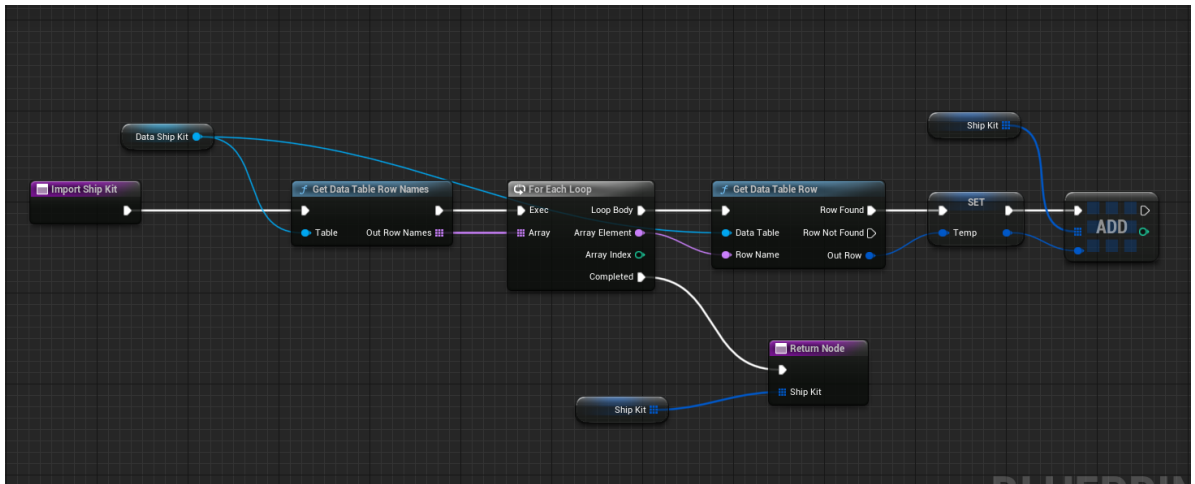 Data Ship Kit
Ship Kit
Import Ship Kit
f Get Data Table Row Names
Table
Out Row Names
For Each Loop
Exec
Loop Body
Array
Array Element
Array Index
Completed
f Get Data Table Row
Row Found
Data Table
Row Not Found
Row Name
Out Row
SET
Temp
ADD
Return Node
Ship Kit
Ship Kit